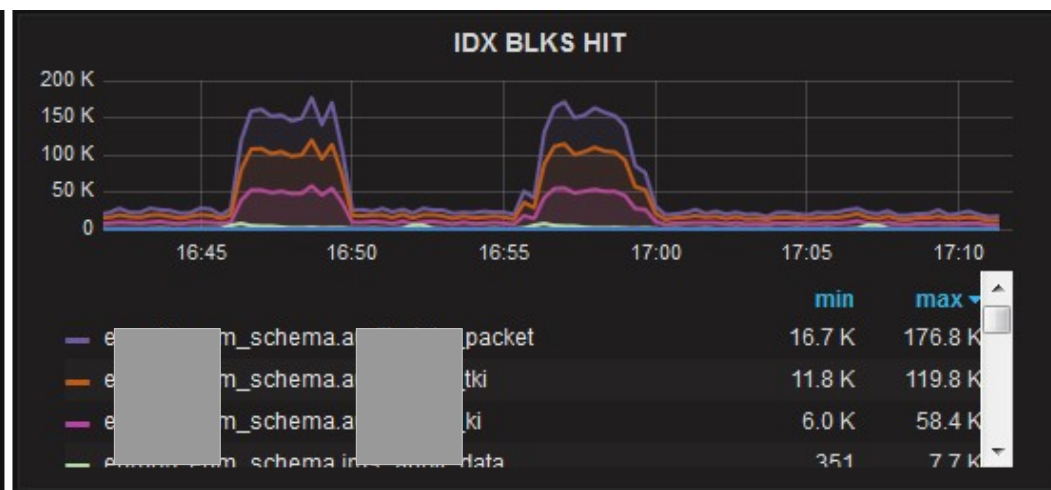 IDX BLKS HIT
200 K
150 K
100 K
50 K
0
16:45 16:50 16:55 17:00 17:05 17:10
min max
e m_schema.a _packet 16.7 K 176.8 K
e m_schema.a tki 11.8 K 119.8 K
e m_schema.a _ki 6.0 K 58.4 K
351 7.7 K